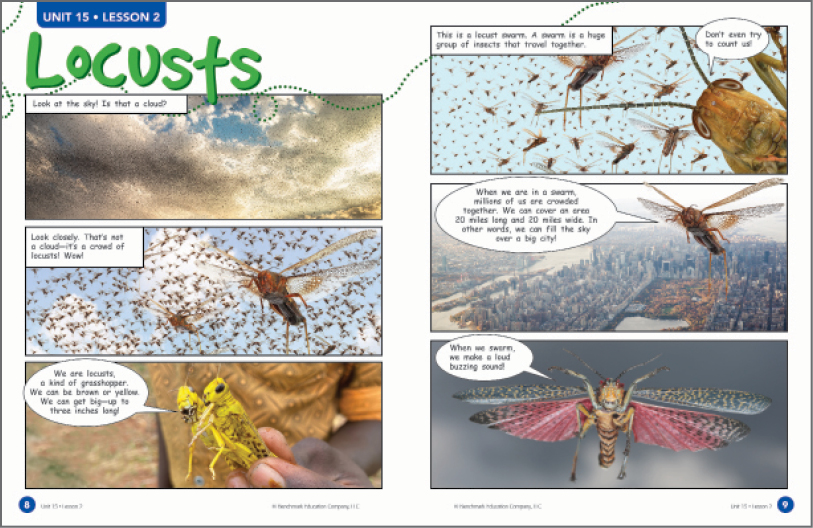 UNIT 15 • LESSON 2
Locusts
Look at the sky! Is that a cloud?
Look closely. That's not
a cloud—it's a crowd of
locusts! Wow!
We are locusts,
a kind of grasshopper.
We can be brown or yellow.
We can get big—up to
three inches long!
8
Unit 15 • Lesson
© Benchmark Education Company, LLC
This is a locust swarm. A swarm is a huge
group of insects that travel together.
Don't even try
to count us!
When we are in a swarm,
millions of us are crowded
together. We can cover an area
20 miles long and 20 miles wide. In
other words, we can fill the sky
over a big city!
When we swarm,
we make a loud
buzzing sound!
© Benchmark Education Company, LLC
Unit 15 • Lesson
9